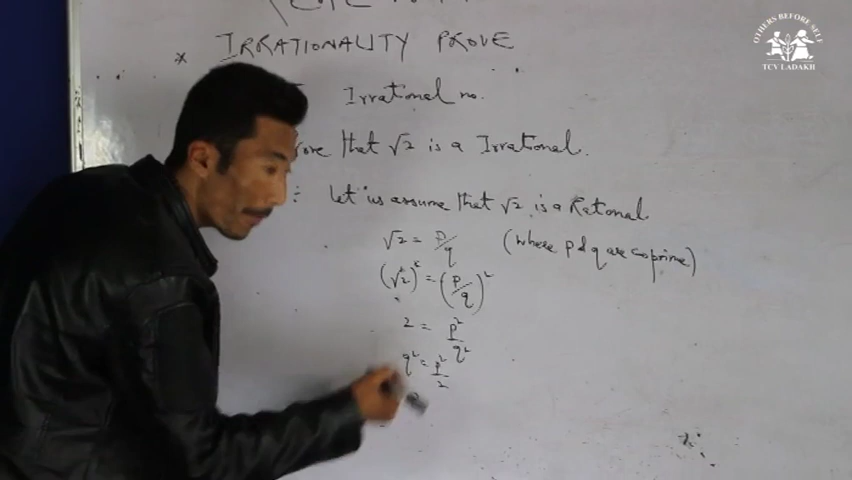 * IRRATIONALITY PROVE
Irrational no.
that √2 is a Irrational.
÷ let us assume that √2 is a Rational.
√2 = p/q (where p & q are coprime)
(√2)² = (p/q)²
2 = p²/q²
q² = p²/2
OTHERS BEFORE SELF
TCV LADAKH